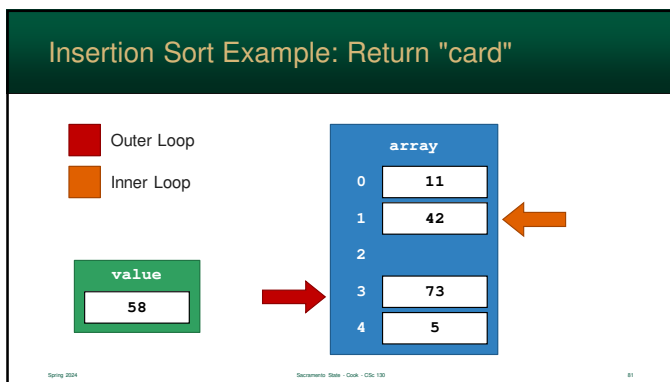 Insertion Sort Example: Return "card"
Outer Loop
Inner Loop
value
58
array
0 11
1 42
2
3 73
4 5
Spring 2024
Sacramento State - Cook - CSc 130
81